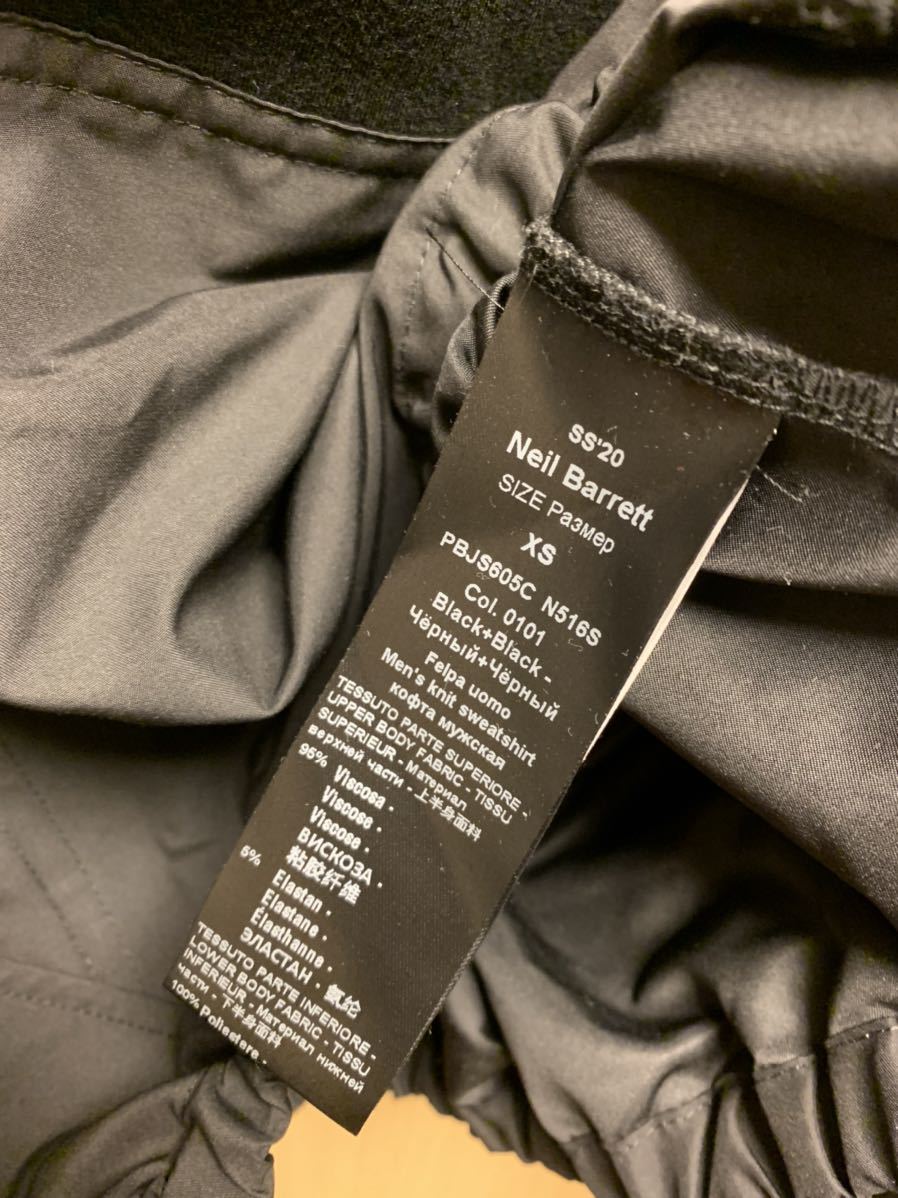 SS'20
Neil Barrett
SIZE Размер
XS
PBJS605C N516S
Col. 0101
Black+Black -
Чёрный+Чёрный
Felpa uomo
Men's knit sweatshirt
кофта мужская
TESSUTO PARTE SUPERIORE -
UPPER BODY FABRIC - TISSU
SUPERIEUR - Материал
верхней части - 上半身面料
95% Viscosa .
Viscose .
Viscose .
ВИСКОЗА .
粘胶纤维
5% Elastan .
Elastane .
Élasthanne .
ЭЛАСТАН . 氨纶
TESSUTO PARTE INFERIORE -
LOWER BODY FABRIC - TISSU
INFERIEUR - Материал нижней
части - 下半身面料
100% Poliestere .